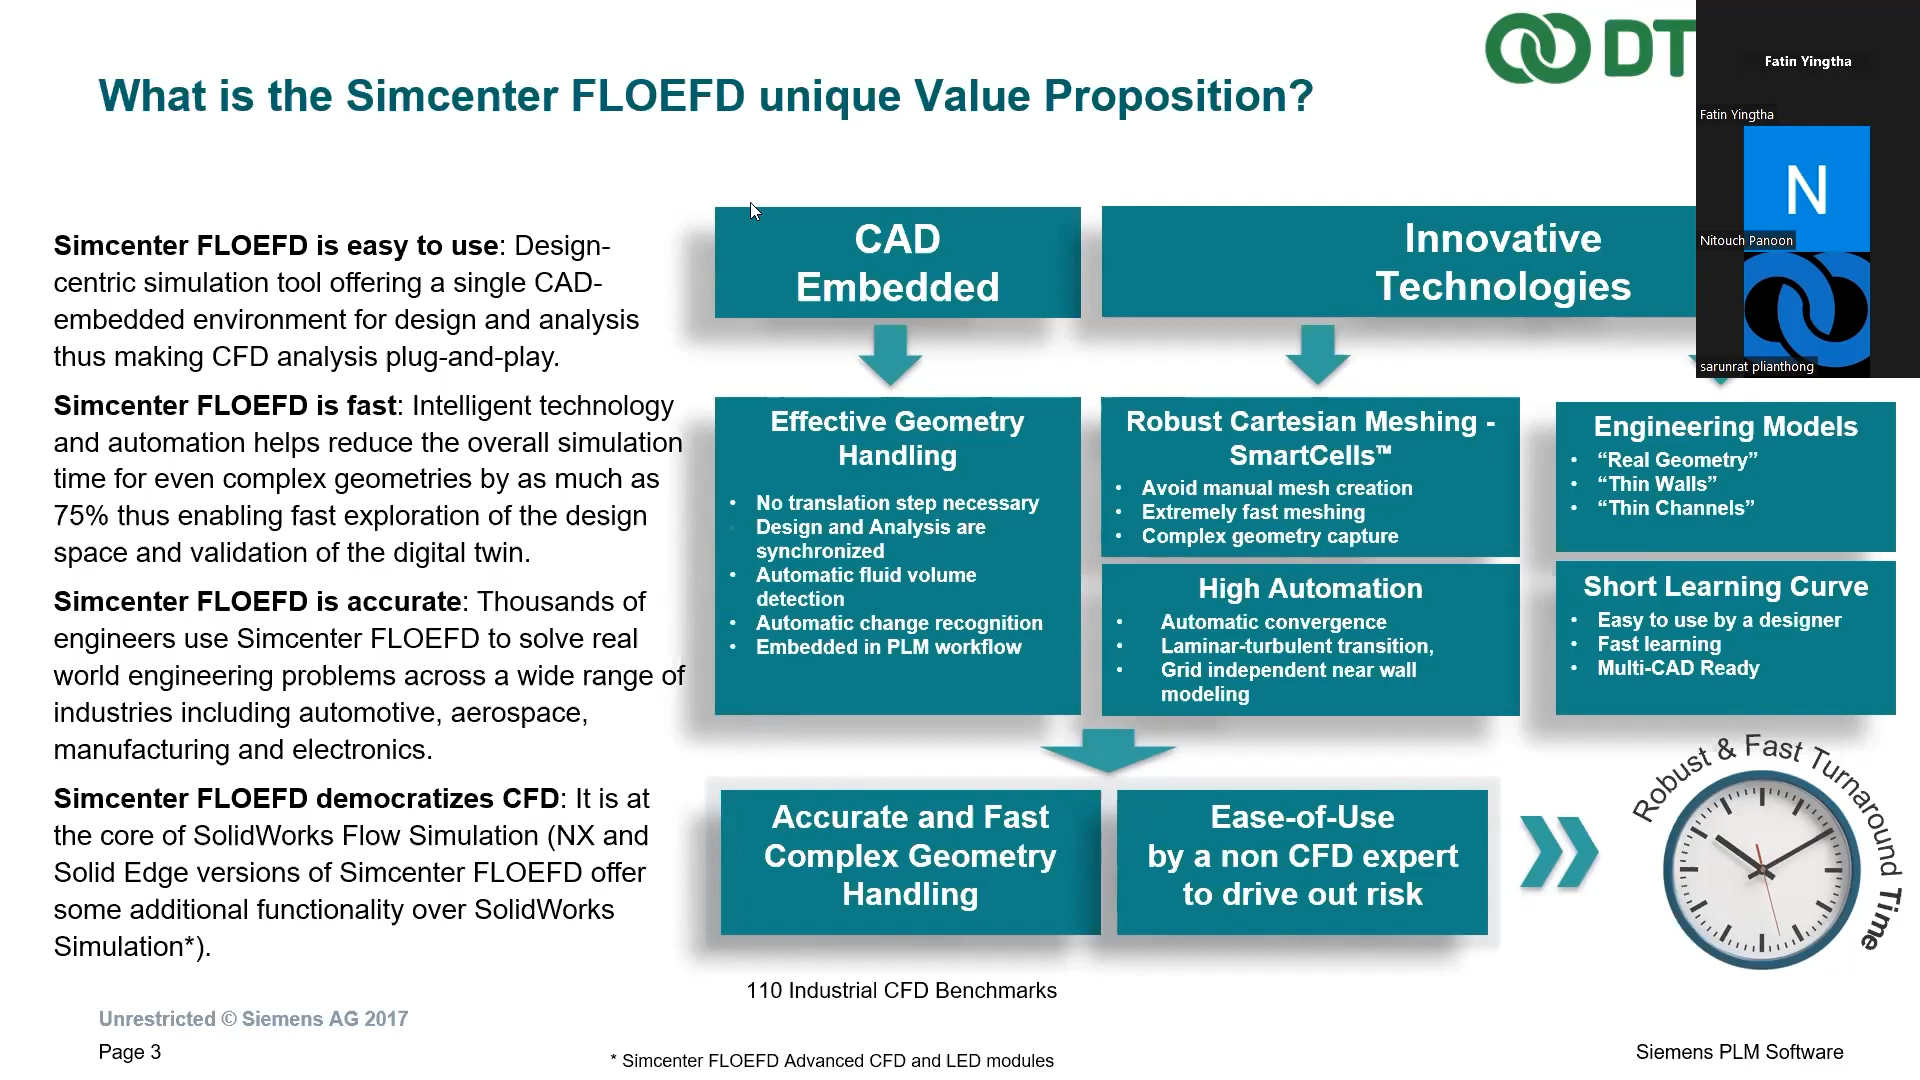 DT
What is the Simcenter FLOEFD unique Value Proposition?
Fatin Yingtha
Fatin Yingtha
N
Nitouch Panoon
sarunrat plianthong
Simcenter FLOEFD is easy to use: Design-
centric simulation tool offering a single CAD-
embedded environment for design and analysis
thus making CFD analysis plug-and-play.
Simcenter FLOEFD is fast: Intelligent technology
and automation helps reduce the overall simulation
time for even complex geometries by as much as
75% thus enabling fast exploration of the design
space and validation of the digital twin.
Simcenter FLOEFD is accurate: Thousands of
engineers use Simcenter FLOEFD to solve real
world engineering problems across a wide range of
industries including automotive, aerospace,
manufacturing and electronics.
Simcenter FLOEFD democratizes CFD: It is at
the core of SolidWorks Flow Simulation (NX and
Solid Edge versions of Simcenter FLOEFD offer
some additional functionality over SolidWorks
Simulation*).
CAD
Embedded
Innovative
Technologies
Effective Geometry
Handling
• No translation step necessary
• Design and Analysis are
synchronized
• Automatic fluid volume
detection
• Automatic change recognition
• Embedded in PLM workflow
Robust Cartesian Meshing -
SmartCells™
• Avoid manual mesh creation
• Extremely fast meshing
• Complex geometry capture
High Automation
• Automatic convergence
• Laminar-turbulent transition,
• Grid independent near wall
modeling
Engineering Models
• “Real Geometry”
• “Thin Walls”
• “Thin Channels”
Short Learning Curve
• Easy to use by a designer
• Fast learning
• Multi-CAD Ready
Accurate and Fast
Complex Geometry
Handling
Ease-of-Use
by a non CFD expert
to drive out risk
Robust & Fast Turnaround Time
110 Industrial CFD Benchmarks
Unrestricted © Siemens AG 2017
Page 3
* Simcenter FLOEFD Advanced CFD and LED modules
Siemens PLM Software